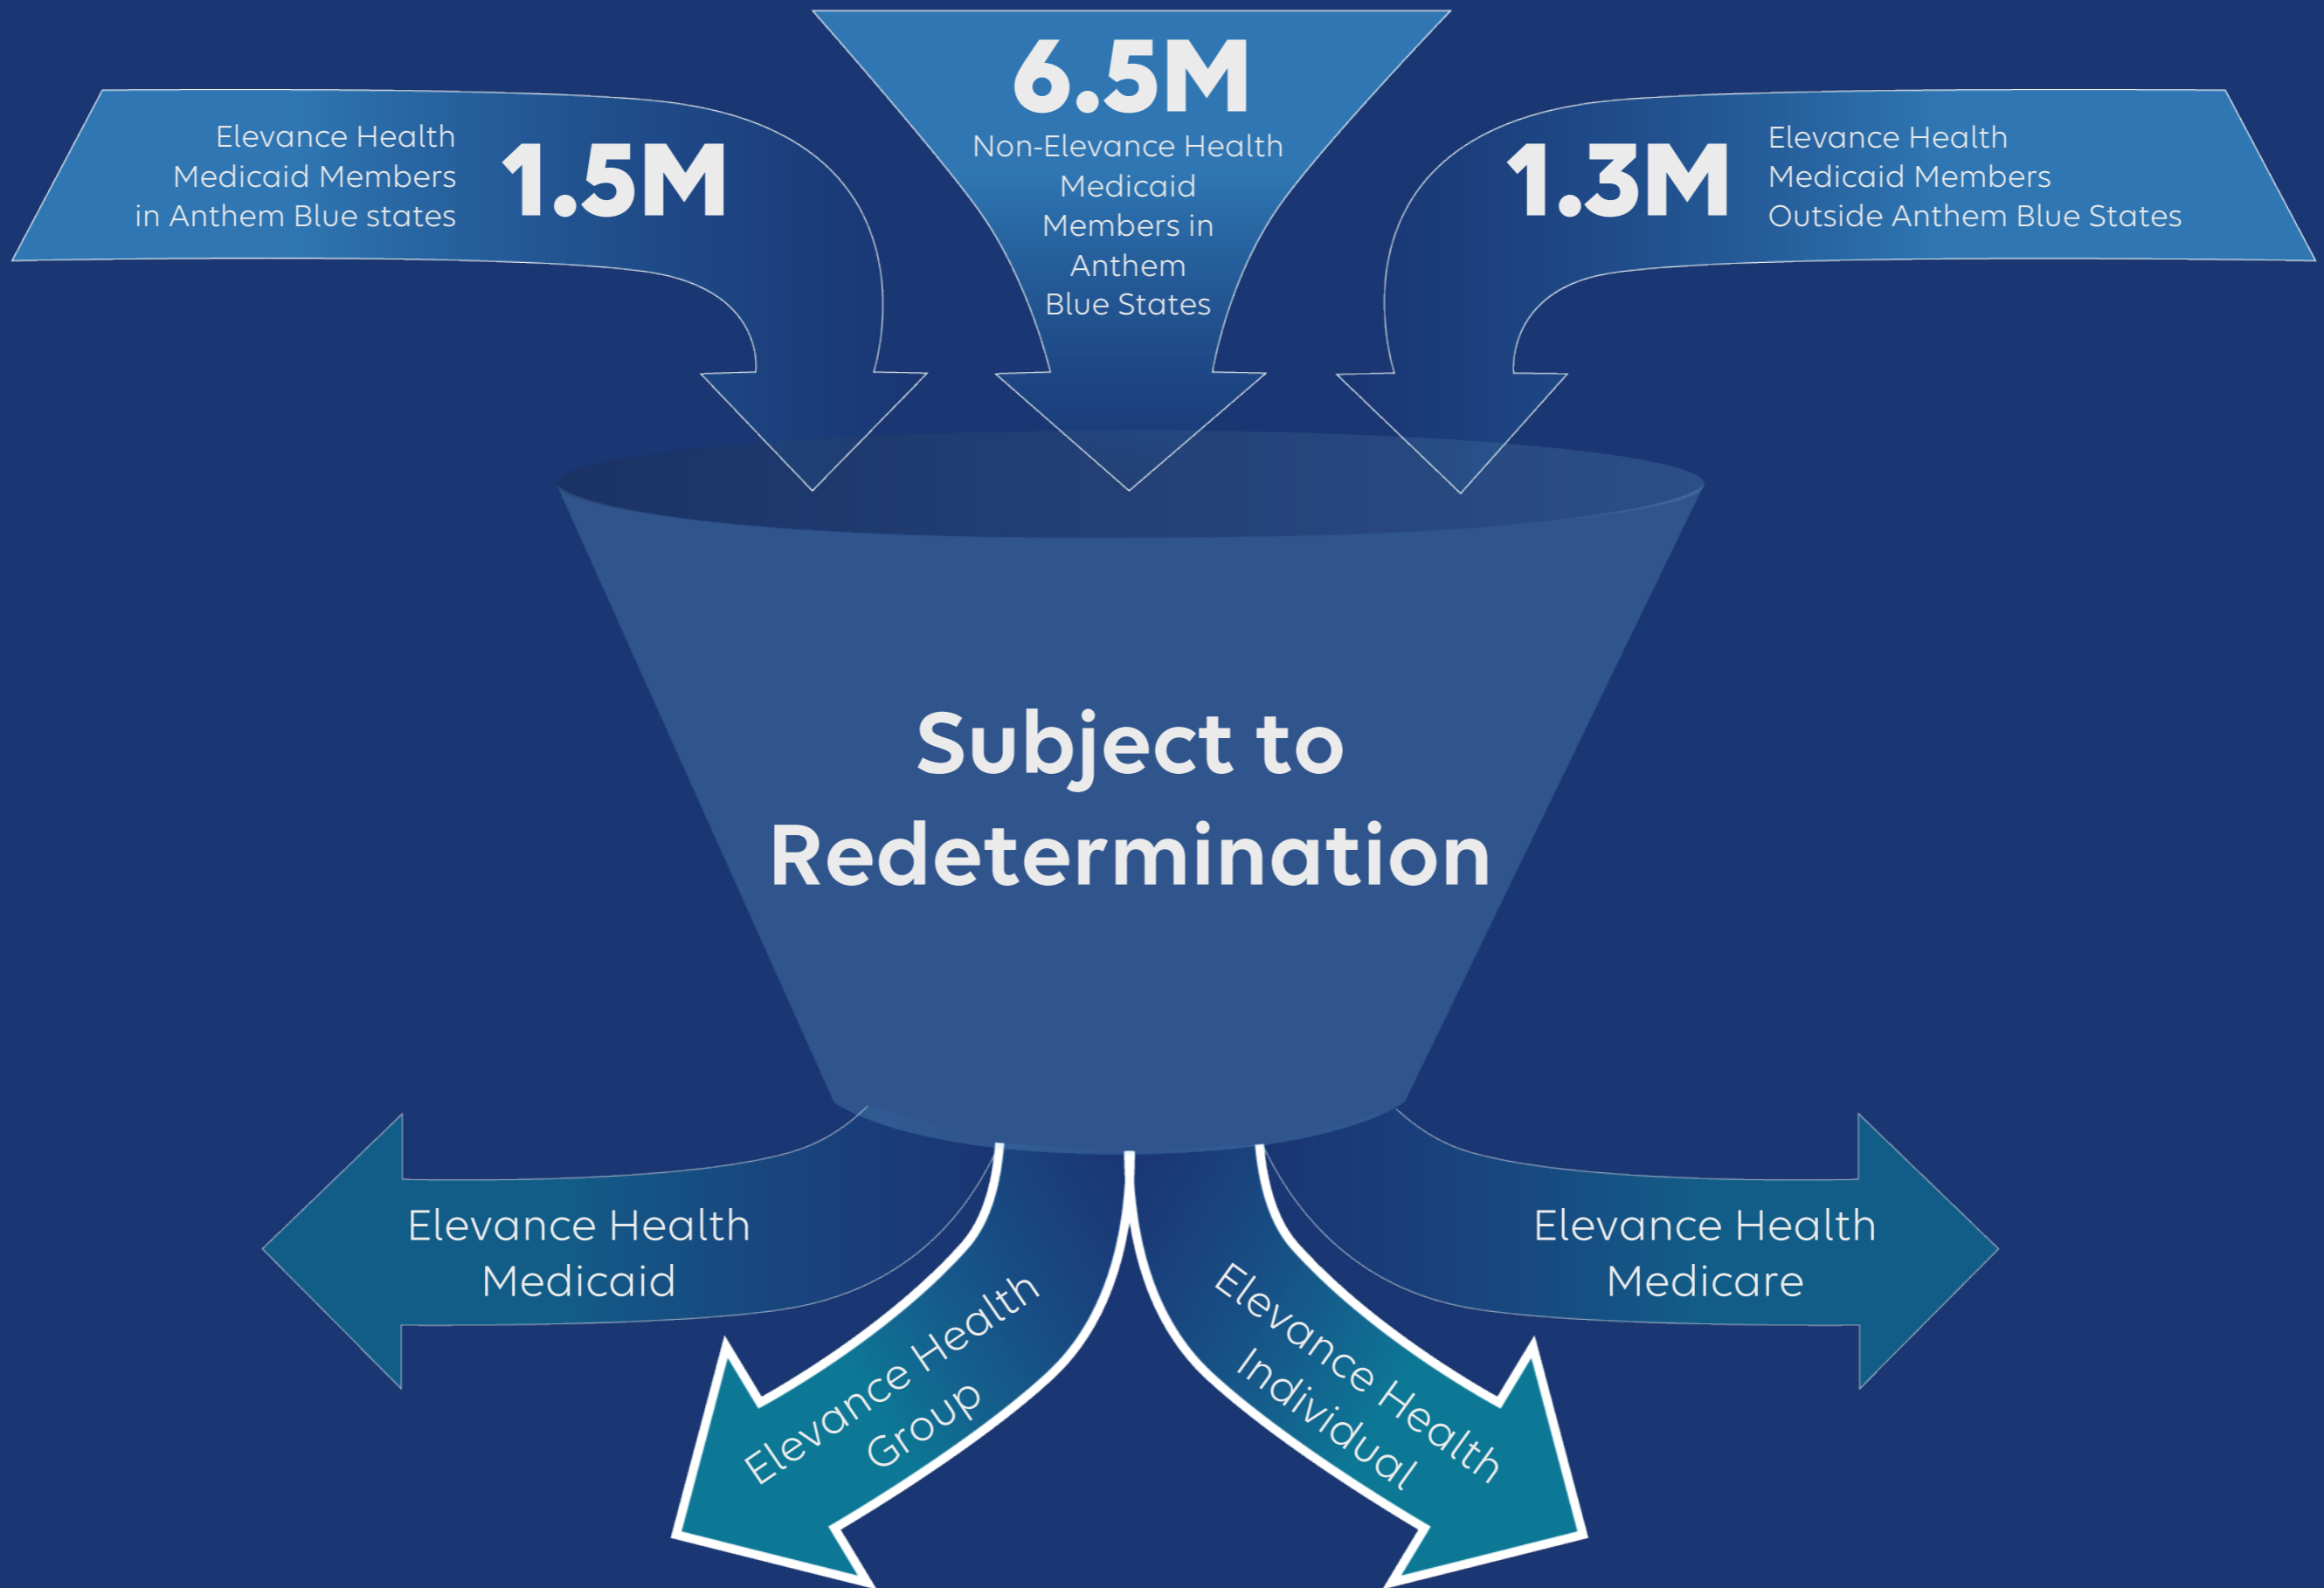 Elevance Health
Medicaid Members
in Anthem Blue states
1.5M
6.5M
Non-Elevance Health
Medicaid
Members in
Anthem
Blue States
1.3M
Elevance Health
Medicaid Members
Outside Anthem Blue States
Subject to
Redetermination
Elevance Health
Medicaid
Elevance Health
Group
Elevance Health
Individual
Elevance Health
Medicare